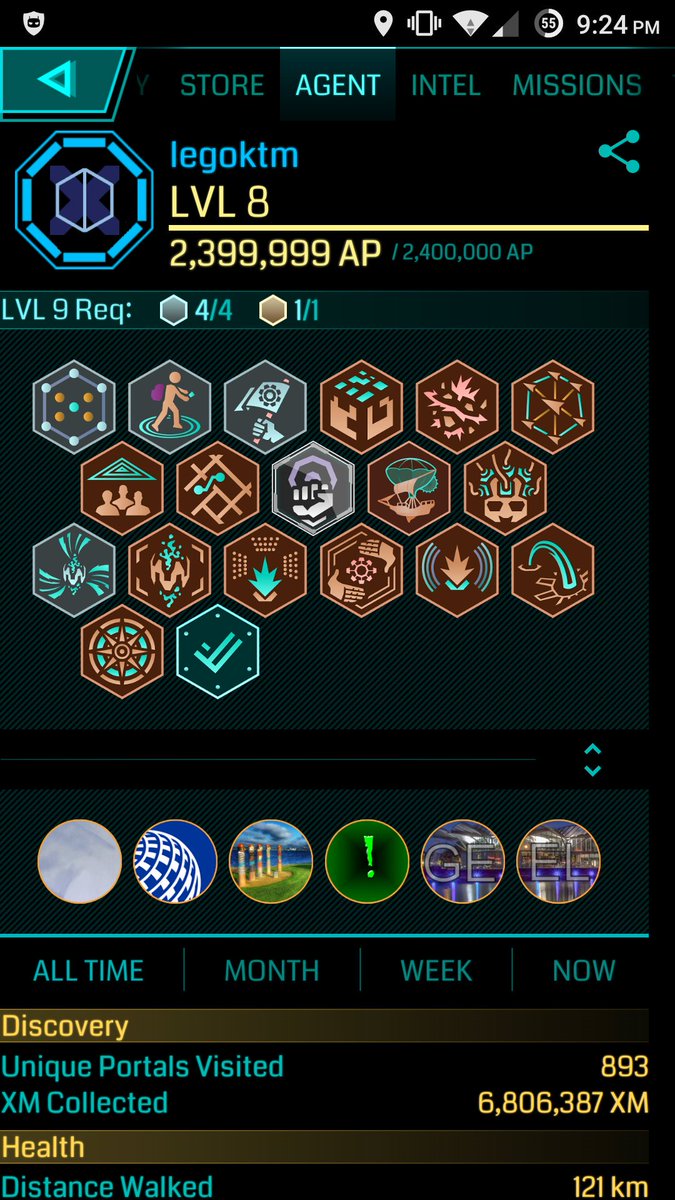 55 9:24 PM
Y STORE AGENT INTEL MISSIONS
legoktm
LVL 8
2,399,999 AP / 2,400,000 AP
LVL 9 Req: 4/4 1/1
! GE EL
ALL TIME MONTH WEEK NOW
Discovery
Unique Portals Visited 893
XM Collected 6,806,387 XM
Health
Distance Walked 121 km